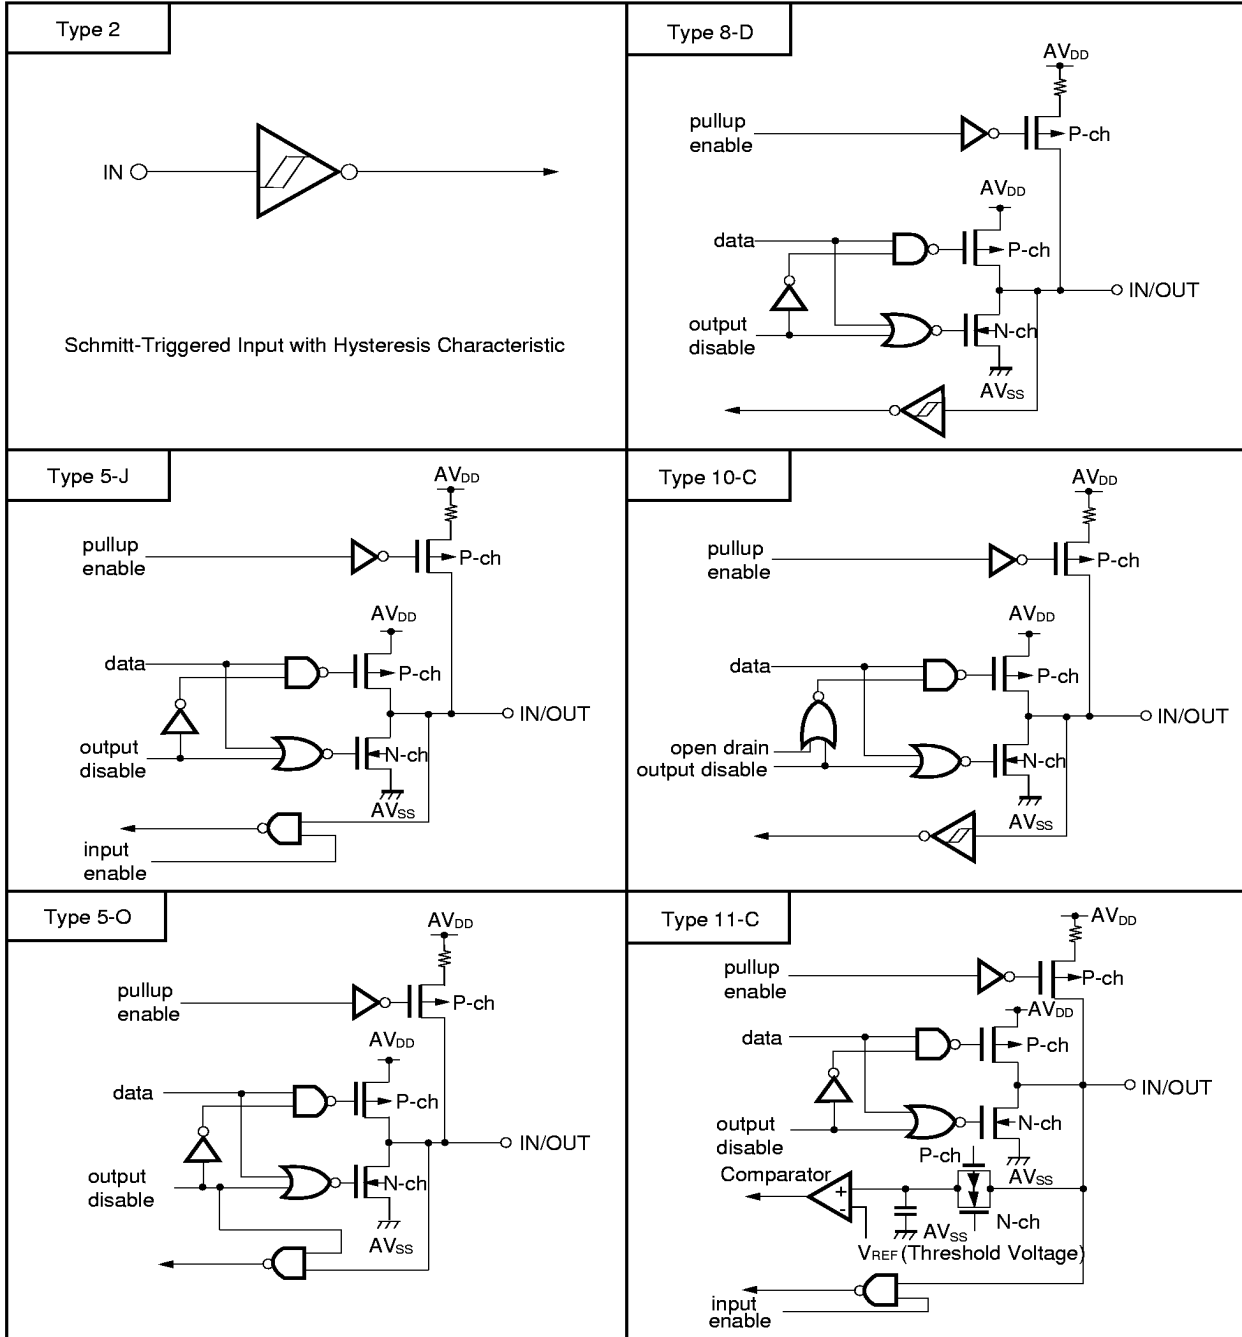 Type 2
IN
Schmitt-Triggered Input with Hysteresis Characteristic
Type 8-D
AVDD
pullup
enable
P-ch
AVDD
data
P-ch
IN/OUT
output
disable
N-ch
AVSS
Type 5-J
AVDD
pullup
enable
P-ch
AVDD
data
P-ch
IN/OUT
output
disable
N-ch
AVSS
input
enable
Type 10-C
AVDD
pullup
enable
P-ch
AVDD
data
P-ch
IN/OUT
open drain
output disable
N-ch
AVSS
Type 5-O
AVDD
pullup
enable
P-ch
AVDD
data
P-ch
IN/OUT
output
disable
N-ch
AVSS
Type 11-C
AVDD
pullup
enable
P-ch
AVDD
data
P-ch
IN/OUT
output
disable
N-ch
P-ch
AVSS
Comparator
+
-
N-ch
AVSS
VREF (Threshold Voltage)
input
enable